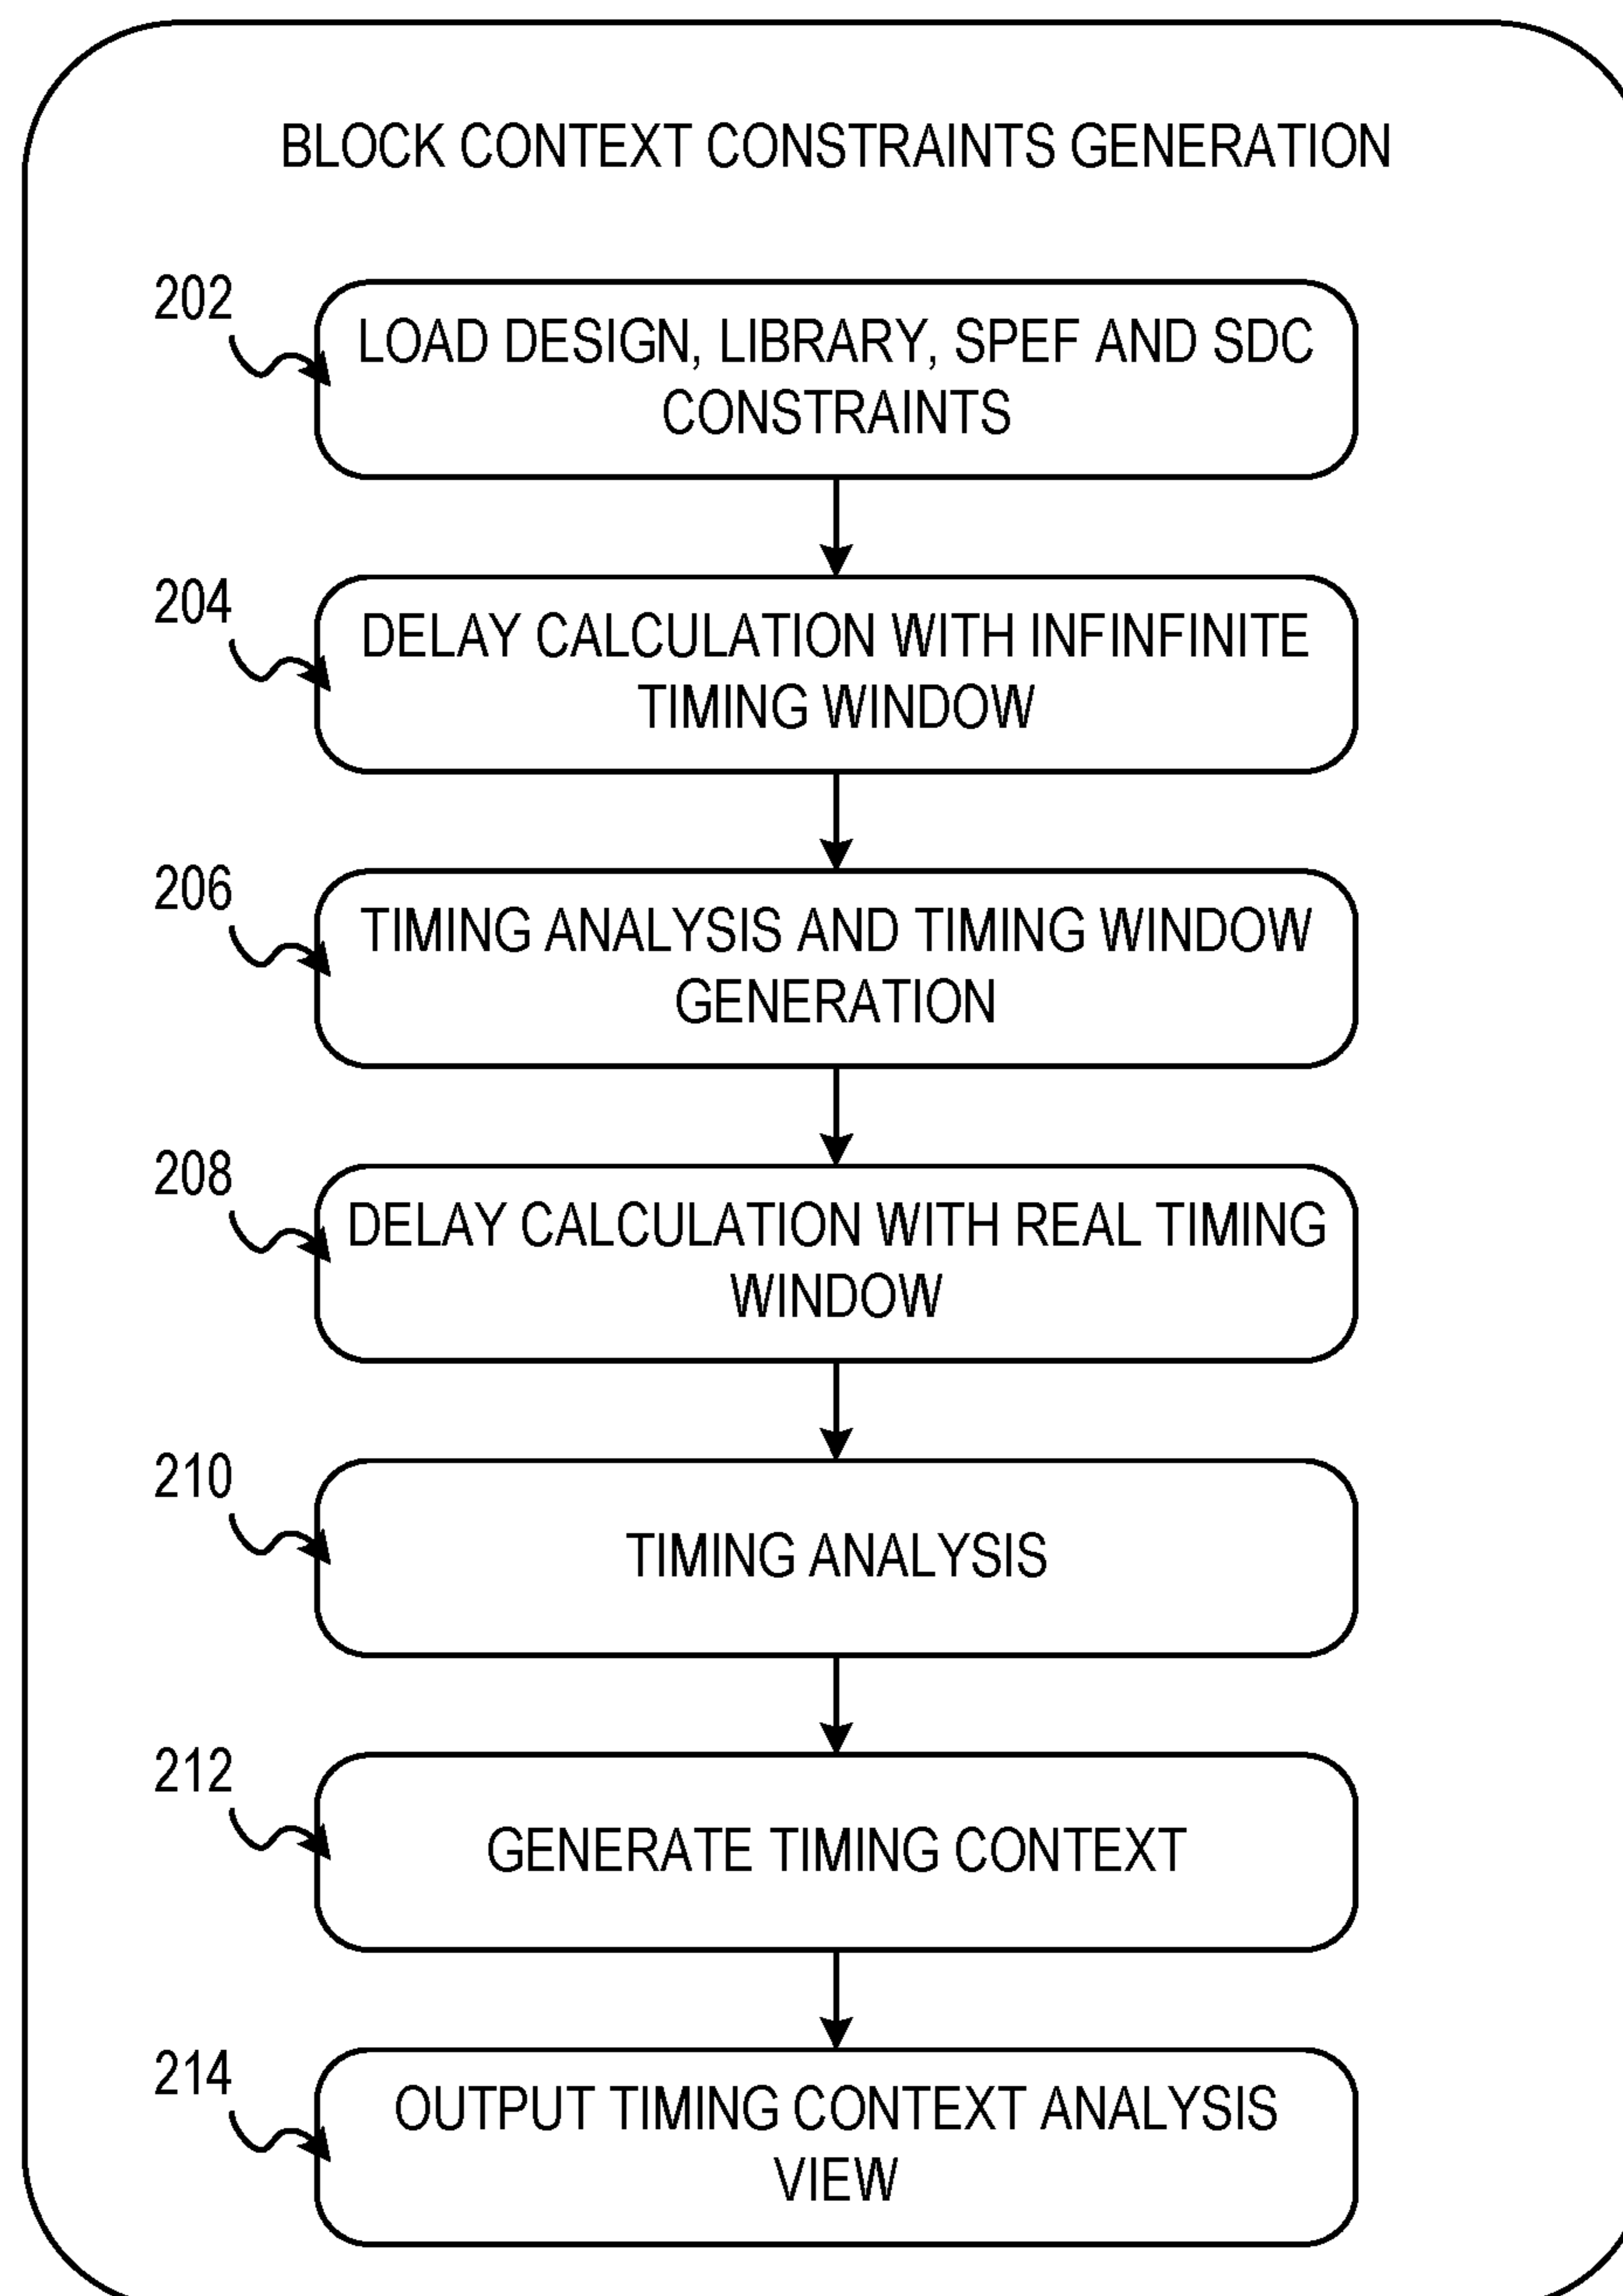 BLOCK CONTEXT CONSTRAINTS GENERATION
202
LOAD DESIGN, LIBRARY, SPEF AND SDC
CONSTRAINTS
204
DELAY CALCULATION WITH INFINFINITE
TIMING WINDOW
206
TIMING ANALYSIS AND TIMING WINDOW
GENERATION
208
DELAY CALCULATION WITH REAL TIMING
WINDOW
210
TIMING ANALYSIS
212
GENERATE TIMING CONTEXT
214
OUTPUT TIMING CONTEXT ANALYSIS
VIEW